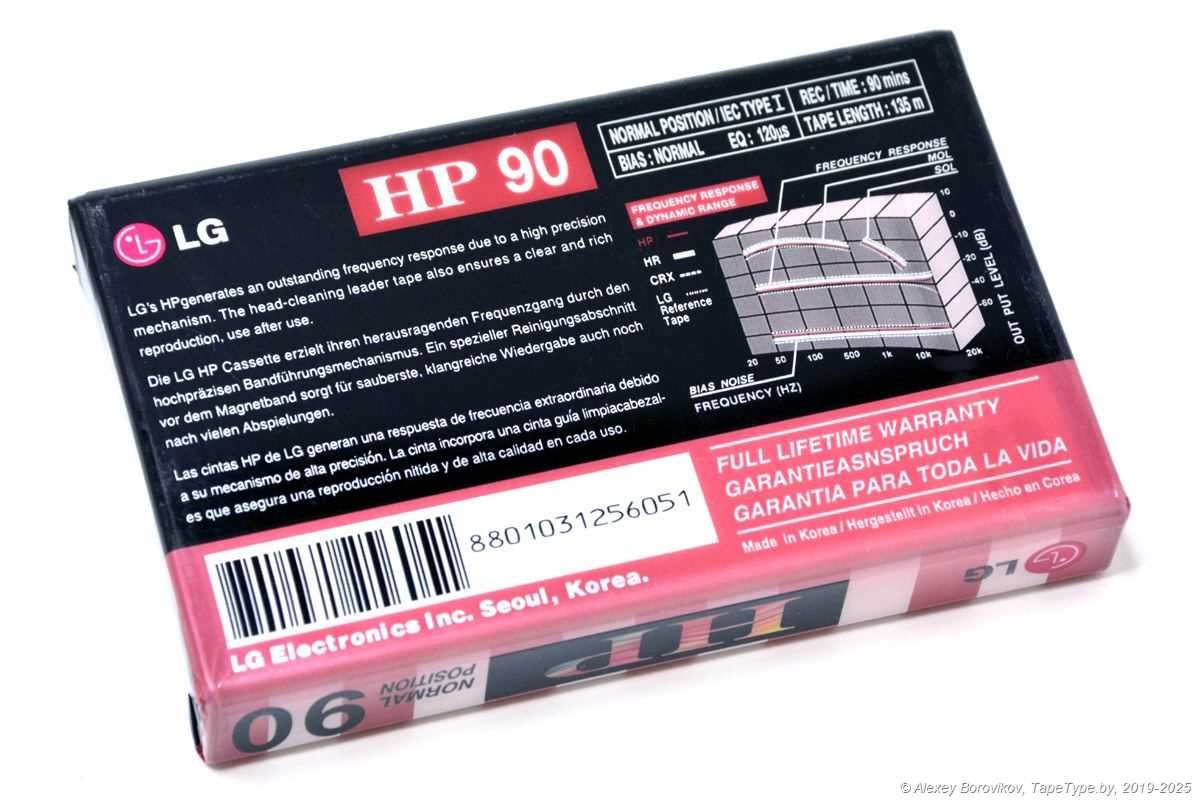 LG
HP 90
NORMAL POSITION / IEC TYPE I
REC / TIME : 90 mins
BIAS : NORMAL EQ : 120µs
TAPE LENGTH : 135 m
LG's HPgenerates an outstanding frequency response due to a high precision
mechanism. The head-cleaning leader tape also ensures a clear and rich
reproduction, use after use.
Die LG HP Cassette erzielt ihren herausragenden Frequenzgang durch den
hochpräzisen Bandführungsmechanismus. Ein spezieller Reinigungsabschnitt
vor dem Magnetband sorgt für sauberste, klangreiche Wiedergabe auch noch
nach vielen Abspielungen.
Las cintas HP de LG generan una respuesta de frecuencia extraordinaria debido
a su mecanismo de alta precisión. La cinta incorpora una cinta guía limpiacabezal-
es que asegura una reproducción nitida y de alta calidad en cada uso.
FREQUENCY RESPONSE
& DYNAMIC RANGE
HP
HR
CRX
LG
Reference
Tape
FREQUENCY RESPONSE
MOL
SOL
10
0
-10
-20
-40
-50
OUT PUT LEVEL (dB)
20 50 100 500 1k 10k 20k
BIAS NOISE
FREQUENCY (HZ)
FULL LIFETIME WARRANTY
GARANTIEASNSPRUCH
GARANTIA PARA TODA LA VIDA
Made in Korea / Hergestellt in Korea / Hecho en Corea
8801031256051
LG Electronics Inc. Seoul, Korea.
LG
HP
NORMAL
POSITION
90
© Alexey Borovikov, TapeType.by, 2019-2025